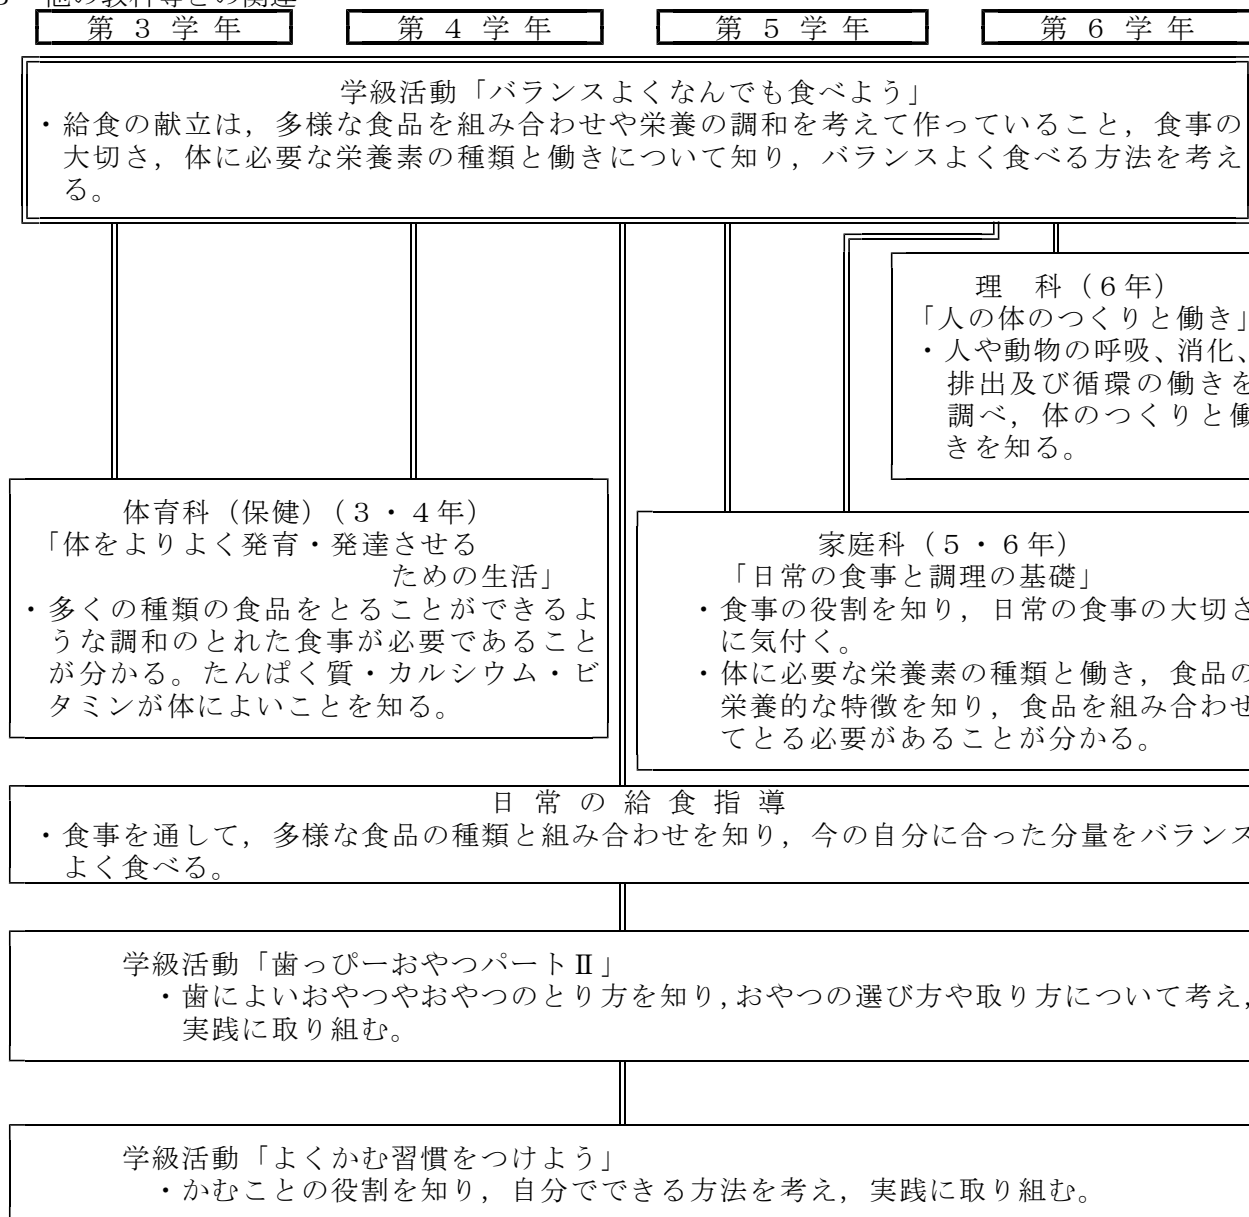 他の教科等との関連
第３学年
第４学年
第５学年
第６学年
学級活動「バランスよくなんでも食べよう」
・給食の献立は，多様な食品を組み合わせや栄養の調和を考えて作っていること，食事の
大切さ，体に必要な栄養素の種類と働きについて知り，バランスよく食べる方法を考え
る。
理　科（６年）
「人の体のつくりと働き」
・人や動物の呼吸、消化、
排出及び循環の働きを
調べ，体のつくりと働
きを知る。
体育科（保健）（３・４年）
「体をよりよく発育・発達させる
ための生活」
・多くの種類の食品をとることができるよ
うな調和のとれた食事が必要であること
が分かる。たんぱく質・カルシウム・ビ
タミンが体によいことを知る。
家庭科（５・６年）
「日常の食事と調理の基礎」
・食事の役割を知り，日常の食事の大切さ
に気付く。
・体に必要な栄養素の種類と働き，食品の
栄養的な特徴を知り，食品を組み合わせ
てとる必要があることが分かる。
日常の給食指導
・食事を通して，多様な食品の種類と組み合わせを知り，今の自分に合った分量をバランス
よく食べる。
学級活動「歯っぴーおやつパートⅡ」
・歯によいおやつやおやつのとり方を知り，おやつの選び方や取り方について考え，
実践に取り組む。
学級活動「よくかむ習慣をつけよう」
・かむことの役割を知り，自分でできる方法を考え，実践に取り組む。